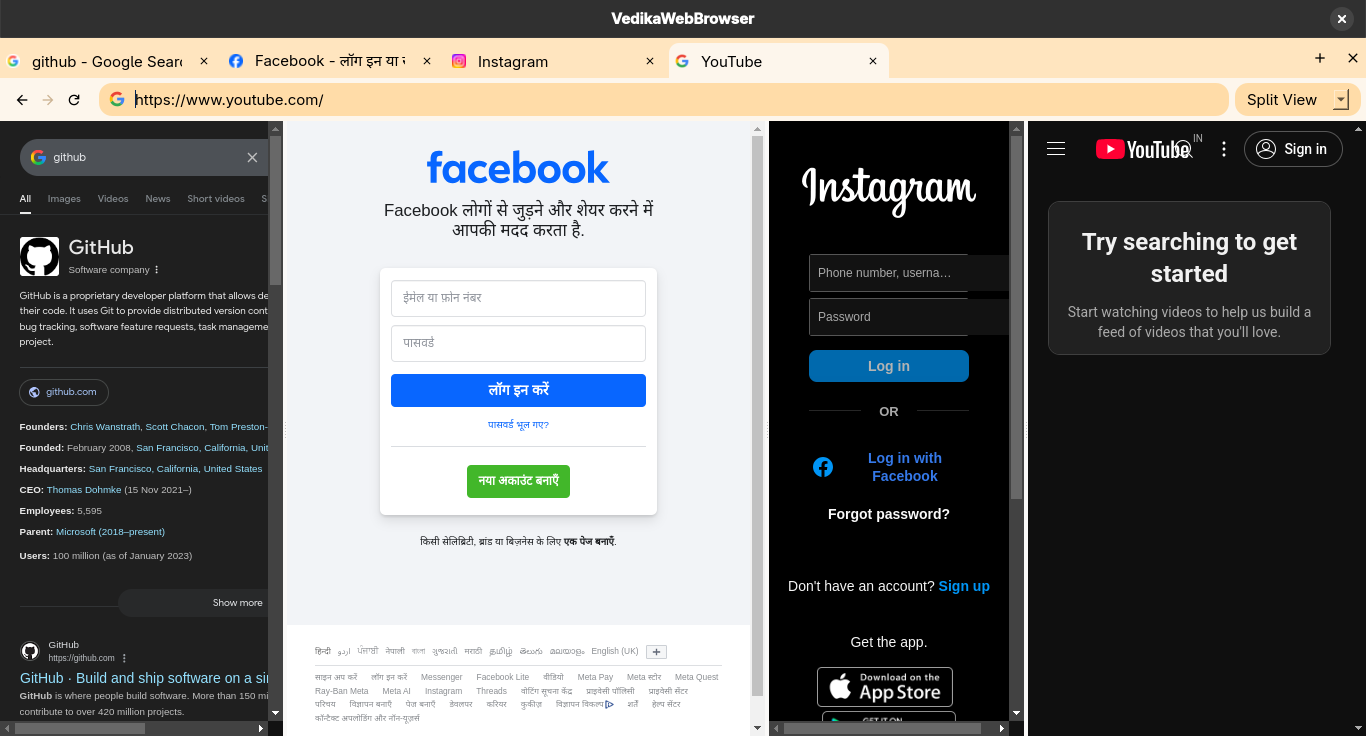 VedikaWebBrowser
github - Google Sear
Facebook - लॉग इन या
Instagram
YouTube
https://www.youtube.com/
Split View
github
All Images Videos News Short videos S
GitHub
Software company
GitHub is a proprietary developer platform that allows de
their code. It uses Git to provide distributed version cont
bug tracking, software feature requests, task manageme
project.
github.com
Founders: Chris Wanstrath, Scott Chacon, Tom Preston-
Founded: February 2008, San Francisco, California, Unit
Headquarters: San Francisco, California, United States
CEO: Thomas Dohmke (15 Nov 2021–)
Employees: 5,595
Parent: Microsoft (2018–present)
Users: 100 million (as of January 2023)
Show more
GitHub
https://github.com
GitHub · Build and ship software on a si
GitHub is where people build software. More than 150 mi
contribute to over 420 million projects.
facebook
Facebook लोगों से जुड़ने और शेयर करने में
आपकी मदद करता है.
ईमेल या फ़ोन नंबर
पासवर्ड
लॉग इन करें
पासवर्ड भूल गए?
नया अकाउंट बनाएँ
किसी सेलिब्रिटी, ब्रांड या बिज़नेस के लिए एक पेज बनाएँ.
हिन्दी اردو ਪੰਜਾਬੀ नेपाली বাংলা ગુજરાતી मराठी தமிழ் తెలుగు മലയാളം English (UK)
साइन अप करें लॉग इन करें Messenger Facebook Lite वीडियो Meta Pay Meta स्टोर Meta Quest
Ray-Ban Meta Meta AI Instagram Threads वोटिंग सूचना केंद्र प्राइवेसी पॉलिसी प्राइवेसी सेंटर
परिचय विज्ञापन बनाएँ पेज बनाएँ डेवलपर करियर कुकीज़ विज्ञापन विकल्प शर्तें हेल्प सेंटर
कॉन्टैक्ट अपलोडिंग और नॉन-यूज़र्स
Instagram
Phone number, userna…
Password
Log in
OR
Log in with
Facebook
Forgot password?
Don't have an account? Sign up
Get the app.
Download on the
App Store
GET IT ON
YouTube IN
Sign in
Try searching to get
started
Start watching videos to help us build a
feed of videos that you'll love.